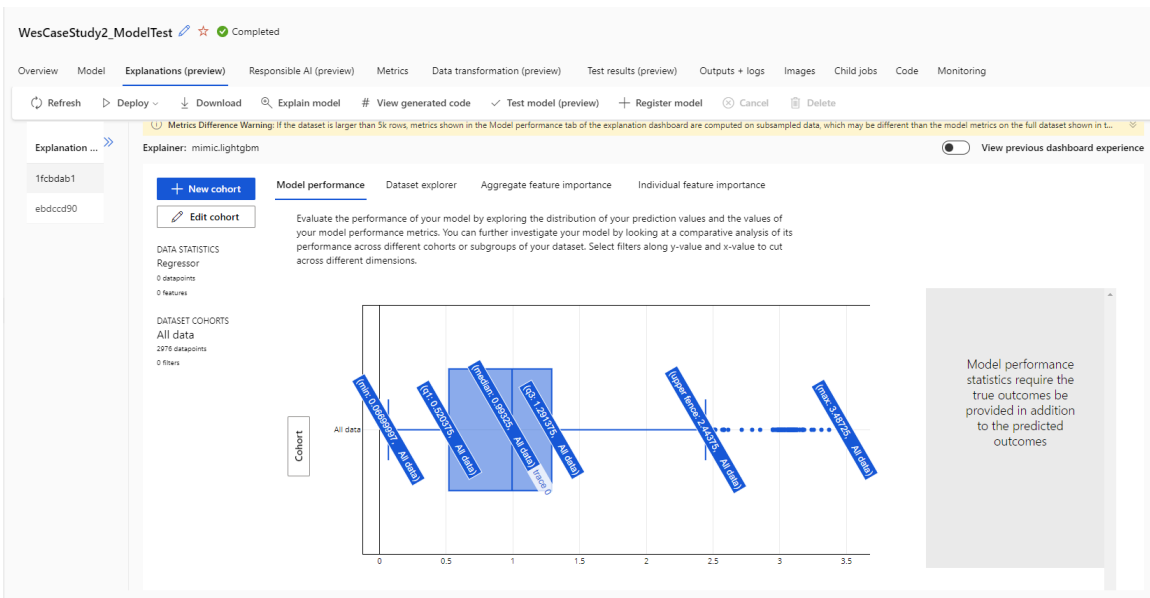 WesCaseStudy2_ModelTest Completed
Overview Model Explanations (preview) Responsible AI (preview) Metrics Data transformation (preview) Test results (preview) Outputs + logs Images Child jobs Code Monitoring
Refresh Deploy Download Explain model # View generated code Test model (preview) Register model Cancel Delete
Metrics Difference Warning: If the dataset is larger than 5k rows, metrics shown in the Model performance tab of the explanation dashboard are computed on subsampled data, which may be different than the model metrics on the full dataset shown in t...
Explanation ...
Explainer: mimic.lightgbm
View previous dashboard experience
1fcbdab1
ebdccd90
New cohort
Edit cohort
DATA STATISTICS
Regressor
0 datapoints
0 features
DATASET COHORTS
All data
2976 datapoints
0 filters
Model performance Dataset explorer Aggregate feature importance Individual feature importance
Evaluate the performance of your model by exploring the distribution of your prediction values and the values of
your model performance metrics. You can further investigate your model by looking at a comparative analysis of its
performance across different cohorts or subgroups of your dataset. Select filters along y-value and x-value to cut
across different dimensions.
Cohort
All data
(min: 0.06699997, All data)
(q1: 0.520375, All data)
(median: 0.99325, All data) trace 0
(q3: 1.291375, All data)
(upper fence: 2.44375, All data)
(max: 3.48725, All data)
0 0.5 1 1.5 2 2.5 3 3.5
Model performance
statistics require the
true outcomes be
provided in addition
to the predicted
outcomes